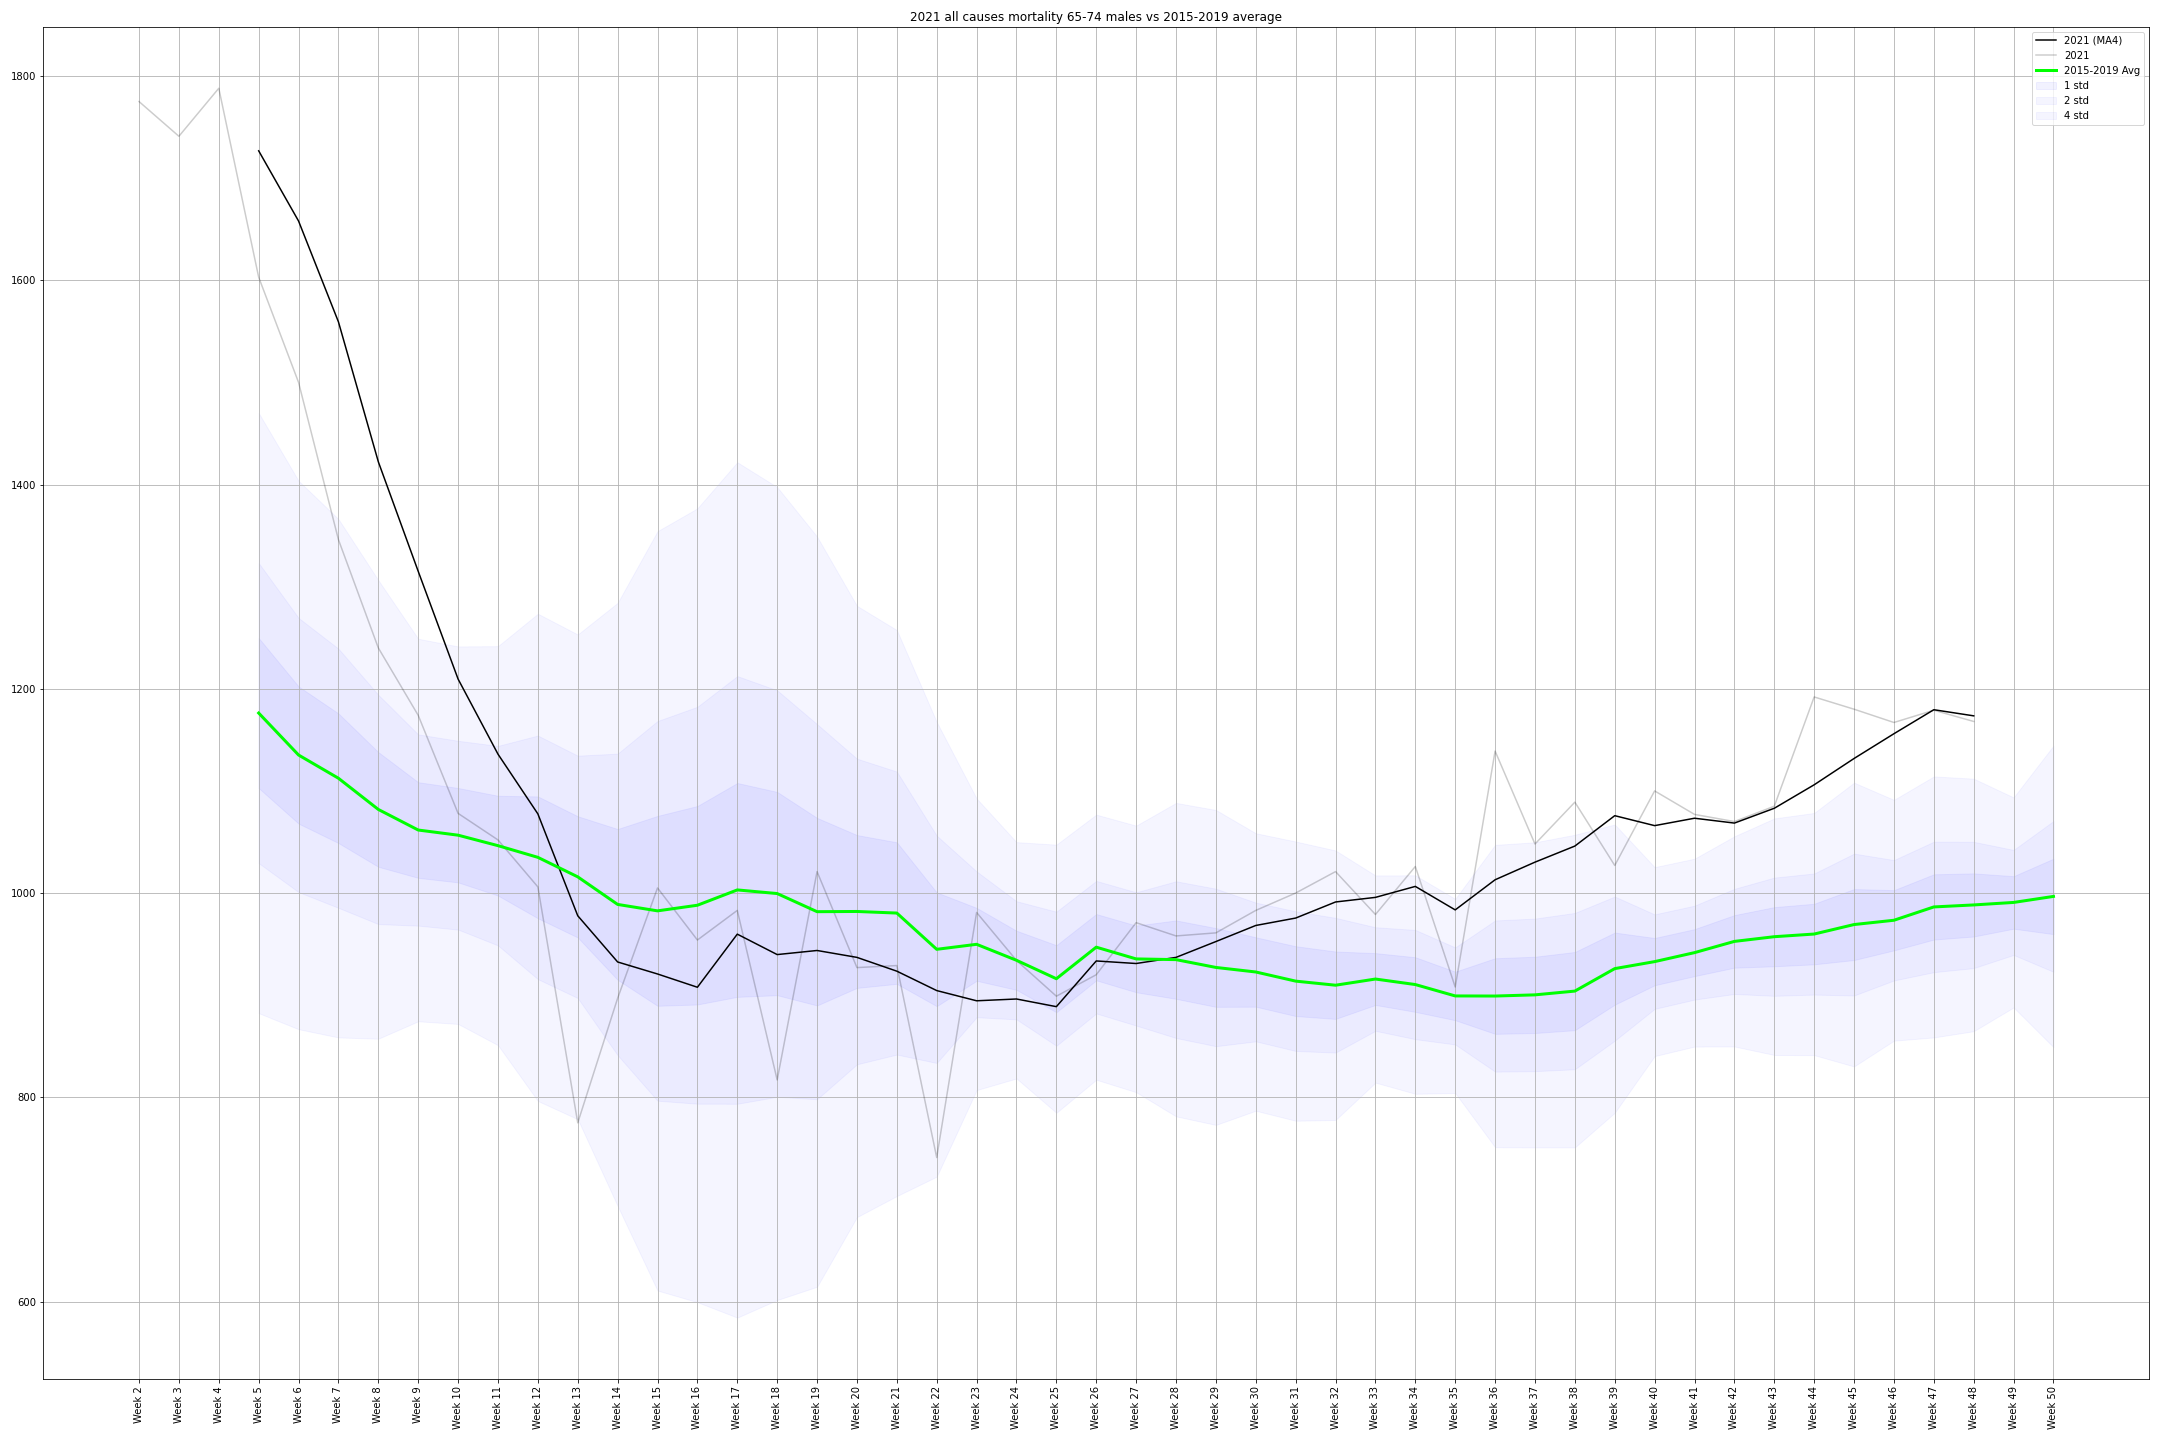 2021 all causes mortality 65-74 males vs 2015-2019 average
2021 (MA4)
2021
2015-2019 Avg
1 std
2 std
4 std
1800
1600
1400
1200
1000
800
600
Week 2
Week 3
Week 4
Week 5
Week 6
Week 7
Week 8
Week 9
Week 10
Week 11
Week 12
Week 13
Week 14
Week 15
Week 16
Week 17
Week 18
Week 19
Week 20
Week 21
Week 22
Week 23
Week 24
Week 25
Week 26
Week 27
Week 28
Week 29
Week 30
Week 31
Week 32
Week 33
Week 34
Week 35
Week 36
Week 37
Week 38
Week 39
Week 40
Week 41
Week 42
Week 43
Week 44
Week 45
Week 46
Week 47
Week 48
Week 49
Week 50